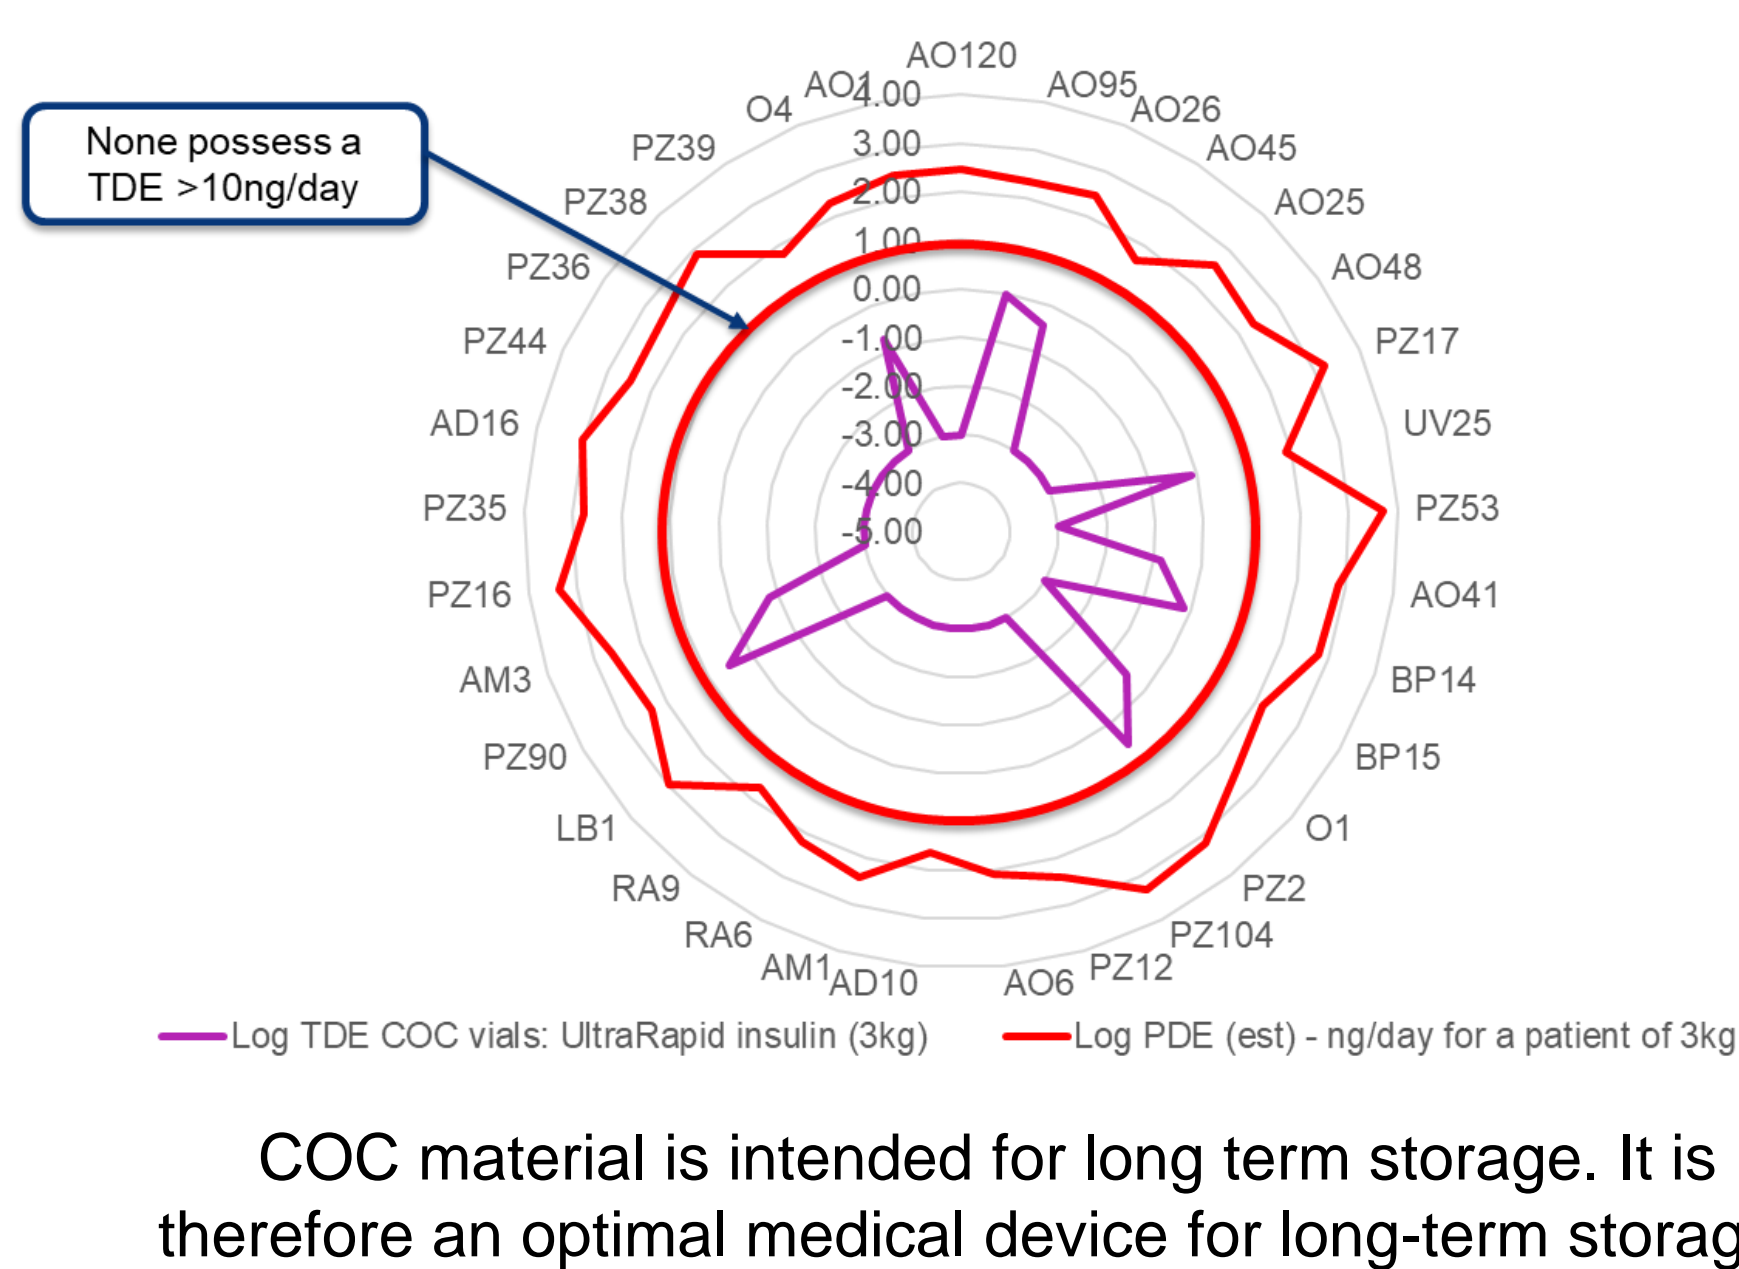 None possess a
TDE >10ng/day
AO120
AO95
AO26
AO45
AO25
AO48
PZ17
UV25
PZ53
AO41
BP14
BP15
O1
PZ2
PZ104
PZ12
AO6
AD10
AM1
RA6
RA9
LB1
PZ90
AM3
PZ16
PZ35
AD16
PZ44
PZ36
PZ38
PZ39
O4
AO1
4.00
3.00
2.00
1.00
0.00
-1.00
-2.00
-3.00
-4.00
-5.00
Log TDE COC vials: UltraRapid insulin (3kg)
Log PDE (est) - ng/day for a patient of 3kg
COC material is intended for long term storage. It is
therefore an optimal medical device for long-term storag